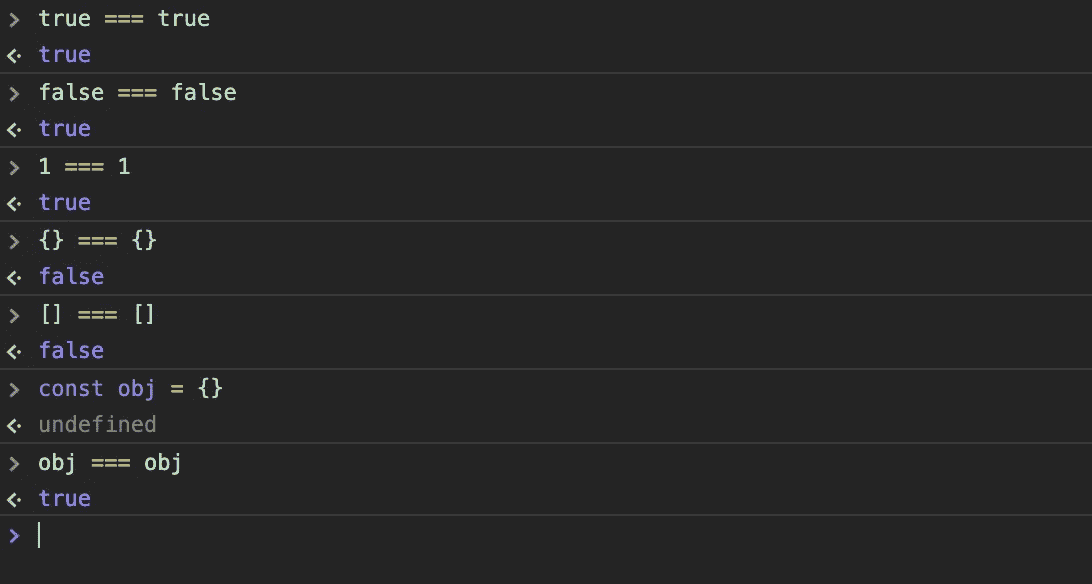 > true === true
<· true
> false === false
<· true
> 1 === 1
<· true
> {} === {}
<· false
> [] === []
<· false
> const obj = {}
<· undefined
> obj === obj
<· true
>